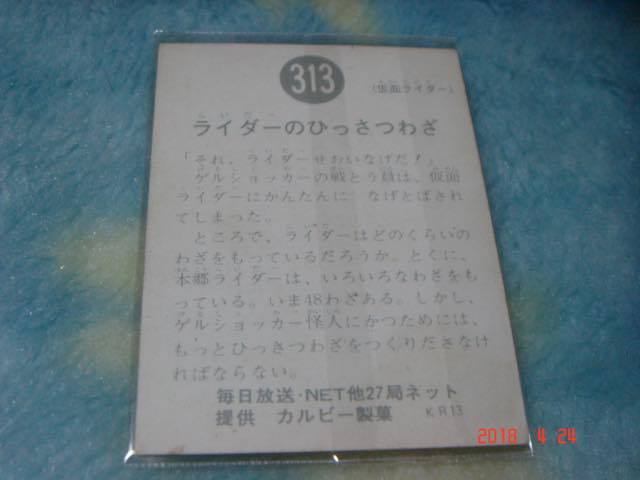 313
(仮面ライダー)
ライダーのひっさつわざ
「それ、ライダーせおいなげだ！」
ゲルショッカーの戦とう員は、仮面
ライダーにかんたんに なげとばされ
てしまった。
ところで、ライダーはどのくらいの
わざをもっているだろうか。とくに、
本郷ライダーは、いろいろなわざをも
っている。いま48わざある。しかし、
ゲルショッカー怪人にかつためには、
もっとひっさつわざをつくりださなけ
ればならない。
毎日放送・NET他27局ネット
提供 カルビー製菓 KR13
2018 4 24